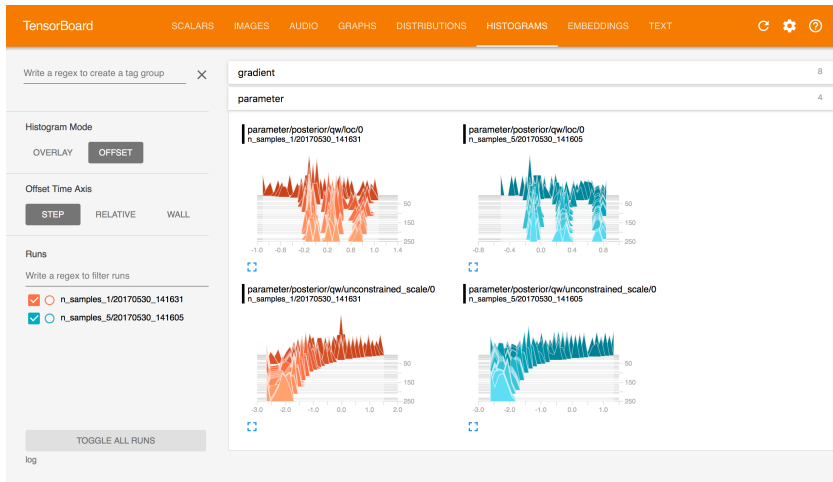 TensorBoard SCALARS IMAGES AUDIO GRAPHS DISTRIBUTIONS HISTOGRAMS EMBEDDINGS TEXT
Write a regex to create a tag group
gradient 8
parameter 4
Histogram Mode
OVERLAY OFFSET
Offset Time Axis
STEP RELATIVE WALL
Runs
Write a regex to filter runs
n_samples_1/20170530_141631
n_samples_5/20170530_141605
TOGGLE ALL RUNS
log
parameter/posterior/qw/loc/0
n_samples_1/20170530_141631
50
150
250
-1.0 -0.6 -0.2 0.2 0.6 1.0 1.4
parameter/posterior/qw/loc/0
n_samples_5/20170530_141605
50
150
250
-0.8 -0.4 0.0 0.4 0.8
parameter/posterior/qw/unconstrained_scale/0
n_samples_1/20170530_141631
50
150
250
-3.0 -2.0 -1.0 0.0 1.0 2.0
parameter/posterior/qw/unconstrained_scale/0
n_samples_5/20170530_141605
50
150
250
-3.0 -2.0 -1.0 0.0 1.0